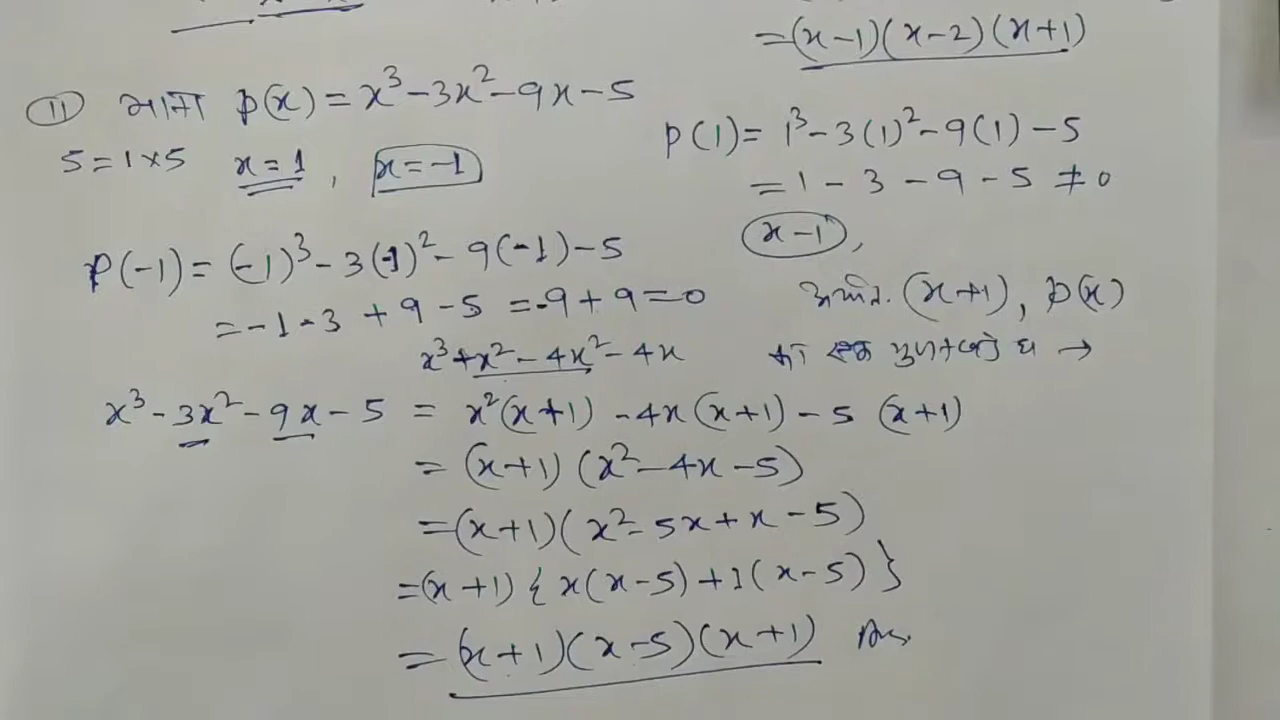 =(x-1)(x-2)(x+1)
(11) माना p(x)=x³-3x²-9x-5
5=1×5 x=1, x=-1
P(1)=1³-3(1)²-9(1)-5
=1-3-9-5≠0
(x-1),
P(-1)=(-1)³-3(-1)²-9(-1)-5
=-1-3+9-5=-9+9=0
(x+1), p(x)
का एक गुणनखंड है →
x³+x²-4x²-4x
x³-3x²-9x-5 = x²(x+1)-4x(x+1)-5(x+1)
=(x+1)(x²-4x-5)
=(x+1)(x²-5x+x-5)
=(x+1){x(x-5)+1(x-5)}
=(x+1)(x-5)(x+1) Ans.